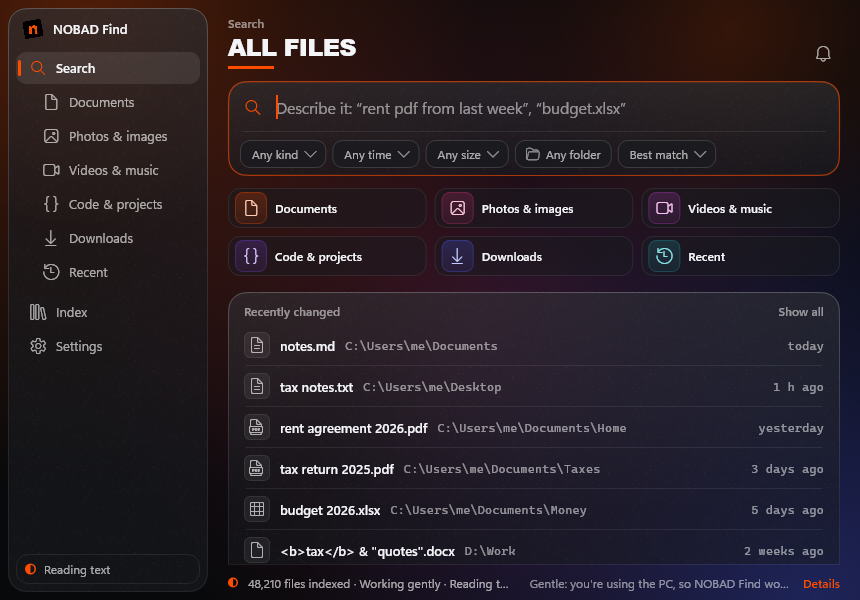 NOBAD Find
Search
Documents
Photos & images
Videos & music
Code & projects
Downloads
Recent
Index
Settings
Reading text
Search
ALL FILES
Describe it: “rent pdf from last week”, “budget.xlsx”
Any kind
Any time
Any size
Any folder
Best match
Documents
Photos & images
Videos & music
Code & projects
Downloads
Recent
Recently changed Show all
notes.md C:\Users\me\Documents today
tax notes.txt C:\Users\me\Desktop 1 h ago
rent agreement 2026.pdf C:\Users\me\Documents\Home yesterday
tax return 2025.pdf C:\Users\me\Documents\Taxes 3 days ago
budget 2026.xlsx C:\Users\me\Documents\Money 5 days ago
<b>tax</b> & "quotes".docx D:\Work 2 weeks ago
48,210 files indexed · Working gently · Reading t... Gentle: you're using the PC, so NOBAD Find wo... Details